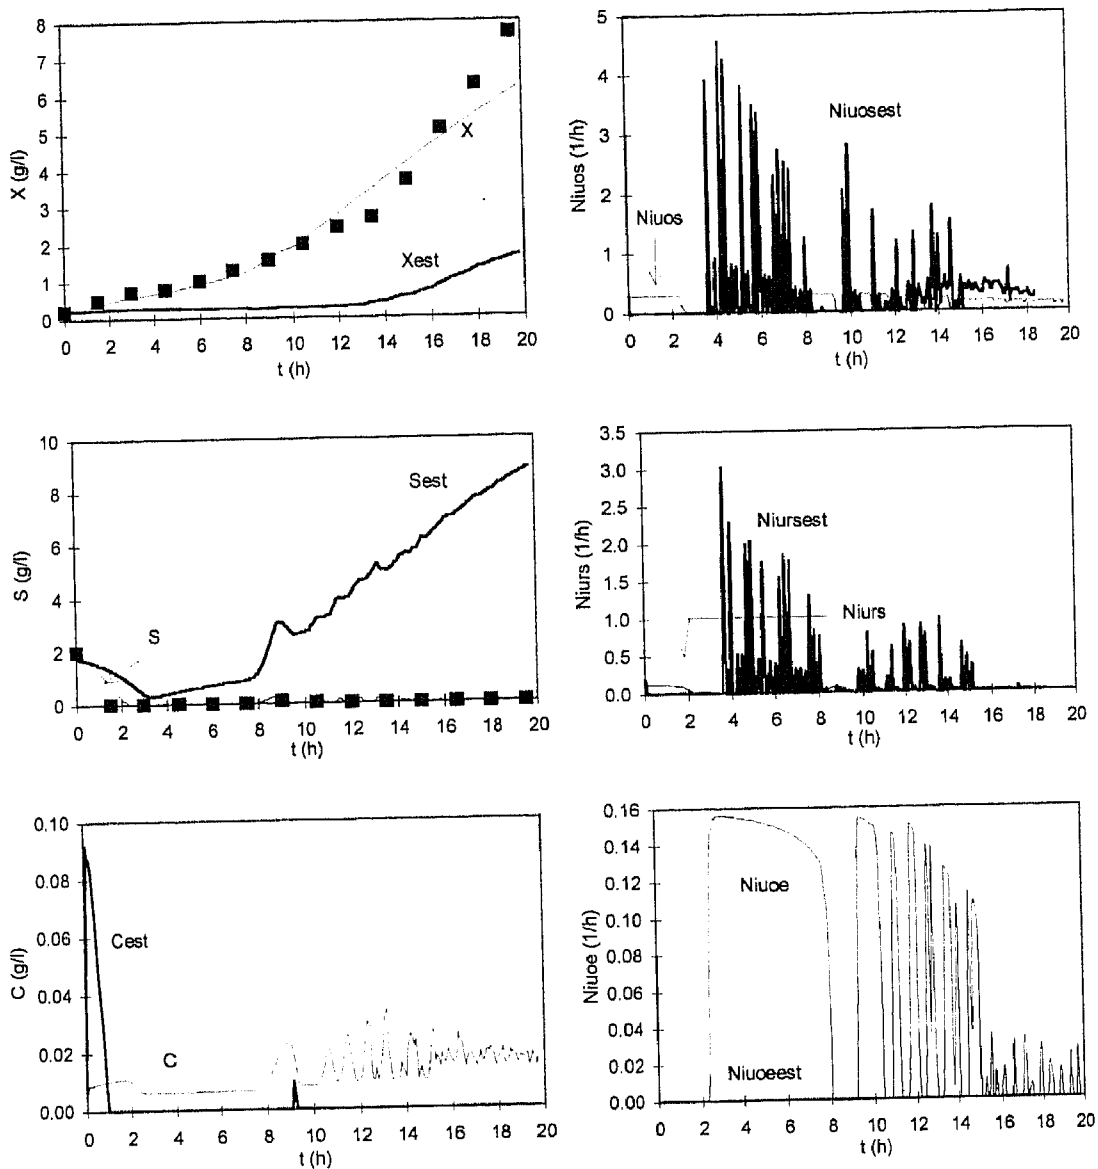 8
7
6
5
4
3
2
1
0
X (g/l)
X
Xest
0 2 4 6 8 10 12 14 16 18 20
t (h)
5
4
3
2
1
0
Niuos (1/h)
Niuosest
Niuos
0 2 4 6 8 10 12 14 16 18 20
t (h)
10
8
6
4
2
0
S (g/l)
Sest
S
0 2 4 6 8 10 12 14 16 18 20
t (h)
3.5
3.0
2.5
2.0
1.5
1.0
0.5
0.0
Niurs (1/h)
Niursest
Niurs
0 2 4 6 8 10 12 14 16 18 20
t (h)
0.10
0.08
0.06
0.04
0.02
0.00
C (g/l)
Cest
C
0 2 4 6 8 10 12 14 16 18 20
t (h)
0.16
0.14
0.12
0.10
0.08
0.06
0.04
0.02
0.00
Niuoe (1/h)
Niuoe
Niuoeest
0 2 4 6 8 10 12 14 16 18 20
t (h)